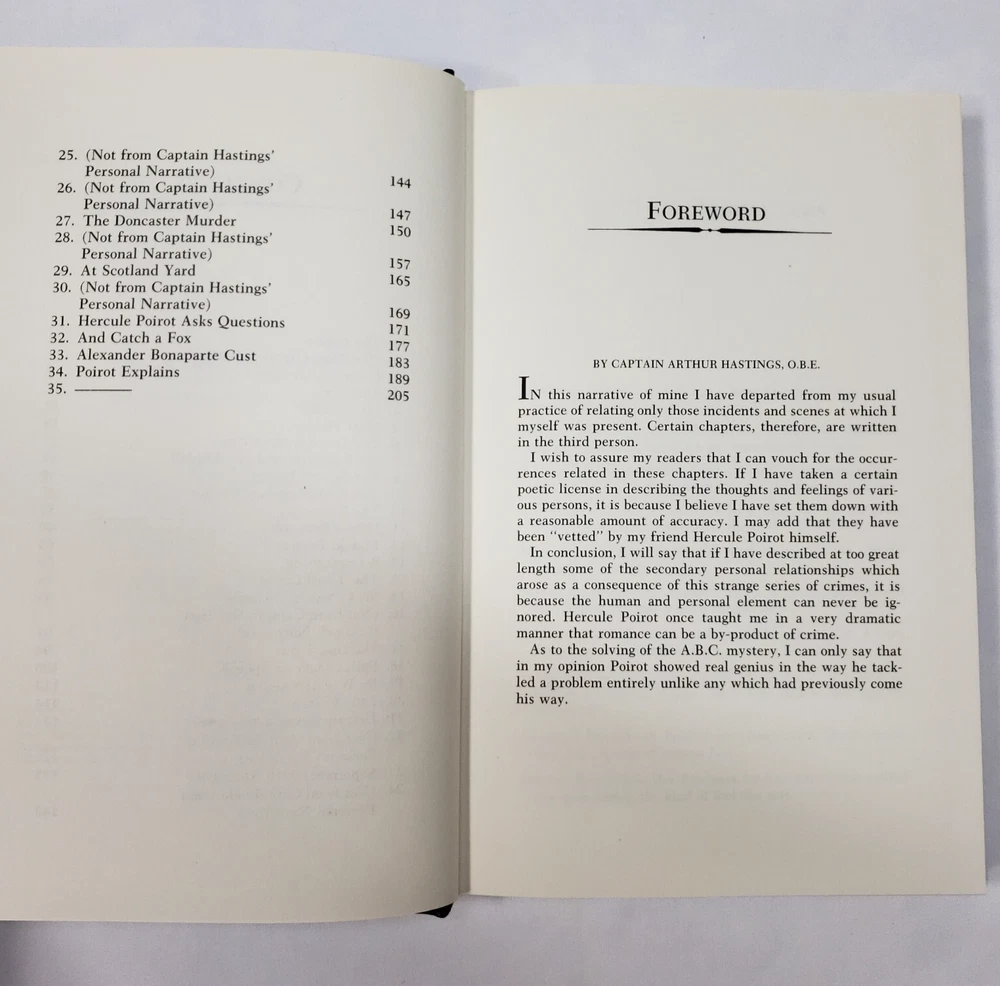 25. (Not from Captain Hastings'
Personal Narrative) 144
26. (Not from Captain Hastings'
Personal Narrative) 147
27. The Doncaster Murder 150
28. (Not from Captain Hastings'
Personal Narrative) 157
29. At Scotland Yard 165
30. (Not from Captain Hastings'
Personal Narrative) 169
31. Hercule Poirot Asks Questions 171
32. And Catch a Fox 177
33. Alexander Bonaparte Cust 183
34. Poirot Explains 189
35. ——— 205
FOREWORD
BY CAPTAIN ARTHUR HASTINGS, O.B.E.
IN this narrative of mine I have departed from my usual
practice of relating only those incidents and scenes at which I
myself was present. Certain chapters, therefore, are written
in the third person.
I wish to assure my readers that I can vouch for the occur-
rences related in these chapters. If I have taken a certain
poetic license in describing the thoughts and feelings of vari-
ous persons, it is because I believe I have set them down with
a reasonable amount of accuracy. I may add that they have
been "vetted" by my friend Hercule Poirot himself.
In conclusion, I will say that if I have described at too great
length some of the secondary personal relationships which
arose as a consequence of this strange series of crimes, it is
because the human and personal element can never be ig-
nored. Hercule Poirot once taught me in a very dramatic
manner that romance can be a by-product of crime.
As to the solving of the A.B.C. mystery, I can only say that
in my opinion Poirot showed real genius in the way he tack-
led a problem entirely unlike any which had previously come
his way.